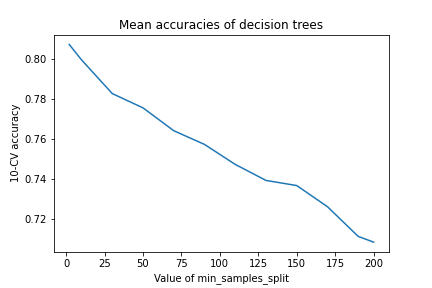 Mean accuracies of decision trees
10-CV accuracy
0.80
0.78
0.76
0.74
0.72
0 25 50 75 100 125 150 175 200
Value of min_samples_split